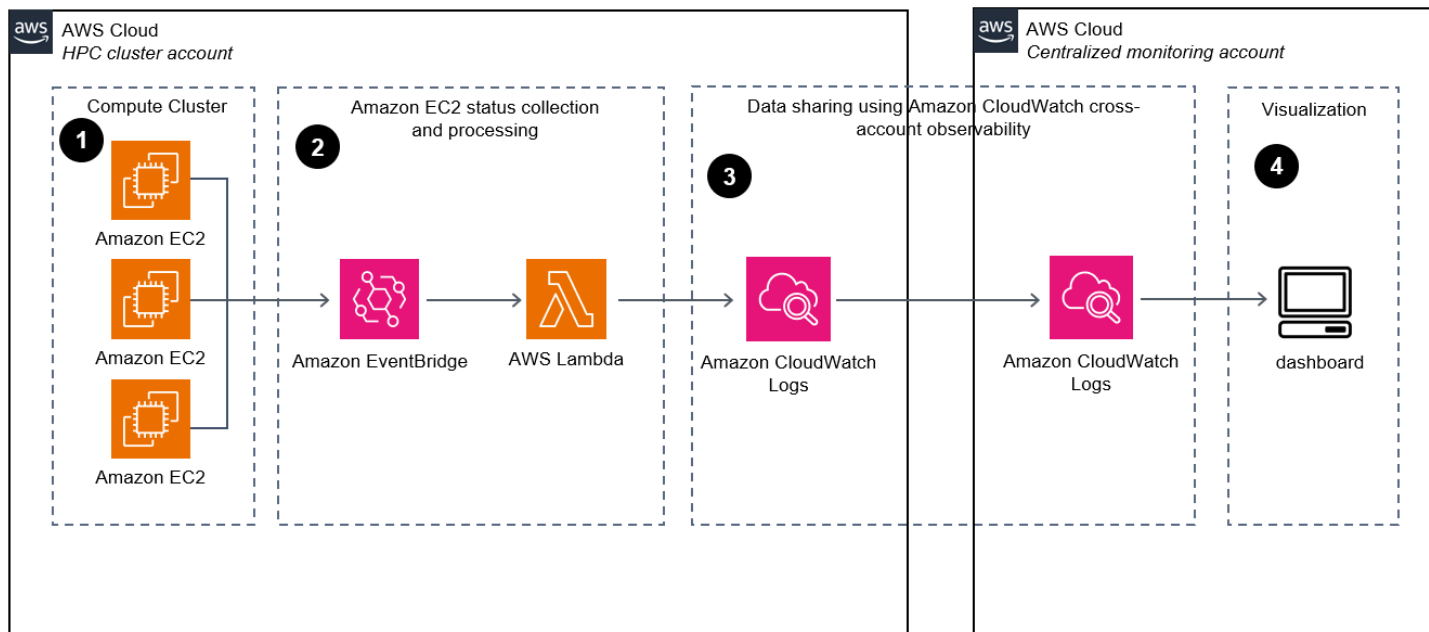 aws
AWS Cloud
HPC cluster account
aws
AWS Cloud
Centralized monitoring account
Compute Cluster
1
Amazon EC2
Amazon EC2
Amazon EC2
Amazon EC2 status collection
and processing
2
Amazon EventBridge
AWS Lambda
Data sharing using Amazon CloudWatch cross-
account observability
3
Amazon CloudWatch
Logs
Amazon CloudWatch
Logs
Visualization
4
dashboard